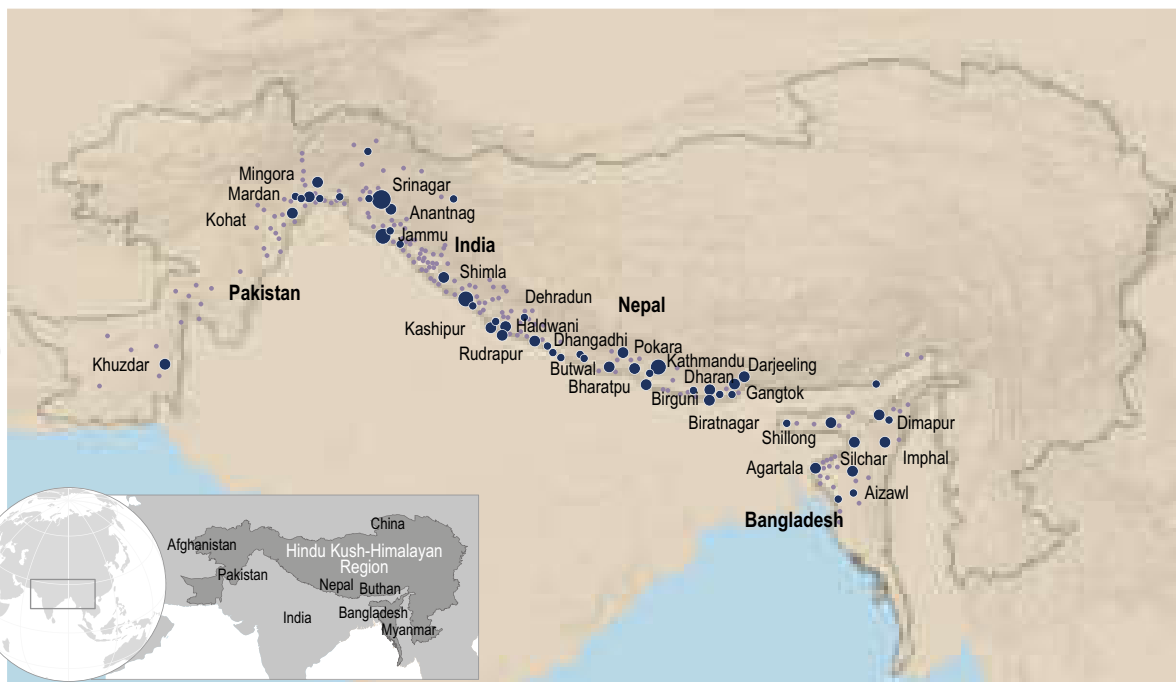 Mingora
Mardan
Kohat
Srinagar
Anantnag
Jammu
India
Shimla
Pakistan
Dehradun
Nepal
Kashipur
Haldwani
Rudrapur
Dhangadhi
Pokara
Khuzdar
Butwal
Kathmandu
Darjeeling
Bharatpu
Dharan
Birgunj
Gangtok
Biratnagar
Shillong
Dimapur
Agartala
Silchar
Imphal
Aizawl
Bangladesh
China
Afghanistan
Hindu Kush-Himalayan
Region
Pakistan
Nepal
Buthan
India
Bangladesh
Myanmar